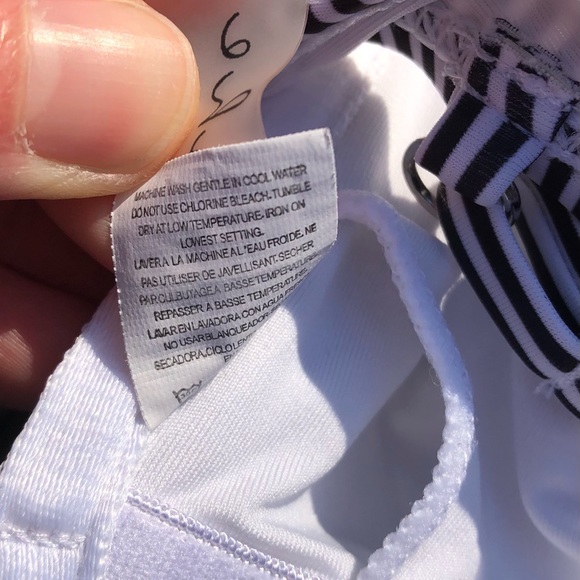 6
MACHINE WASH GENTLE IN COOL WATER
DO NOT USE CHLORINE BLEACH. TUMBLE
DRY AT LOW TEMPERATURE. IRON ON
LOWEST SETTING.
LAVER A LA MACHINE AL "EAU FROIDE. NE
PAS UTILISER DE JAVELLISANT-SECHER
PAR CULBUTAGE A BASSE TEMPERATURE
REPASSER A BASSE TEMPERATURE.
LAVAR EN LAVADORA CON AGUA
NO USAR BLANQUEADOR
SECADORA, CICLO